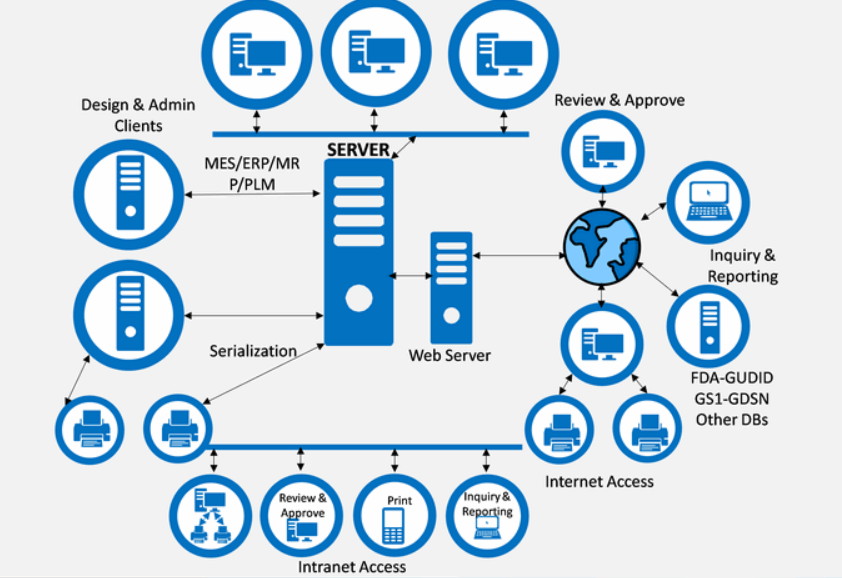 Design & Admin
Clients
Review & Approve
SERVER
MES/ERP/MR
P/PLM
Inquiry &
Reporting
Serialization
Web Server
FDA-GUDID
GS1-GDSN
Other DBs
Internet Access
Review &
Approve
Print
Inquiry &
Reporting
Intranet Access